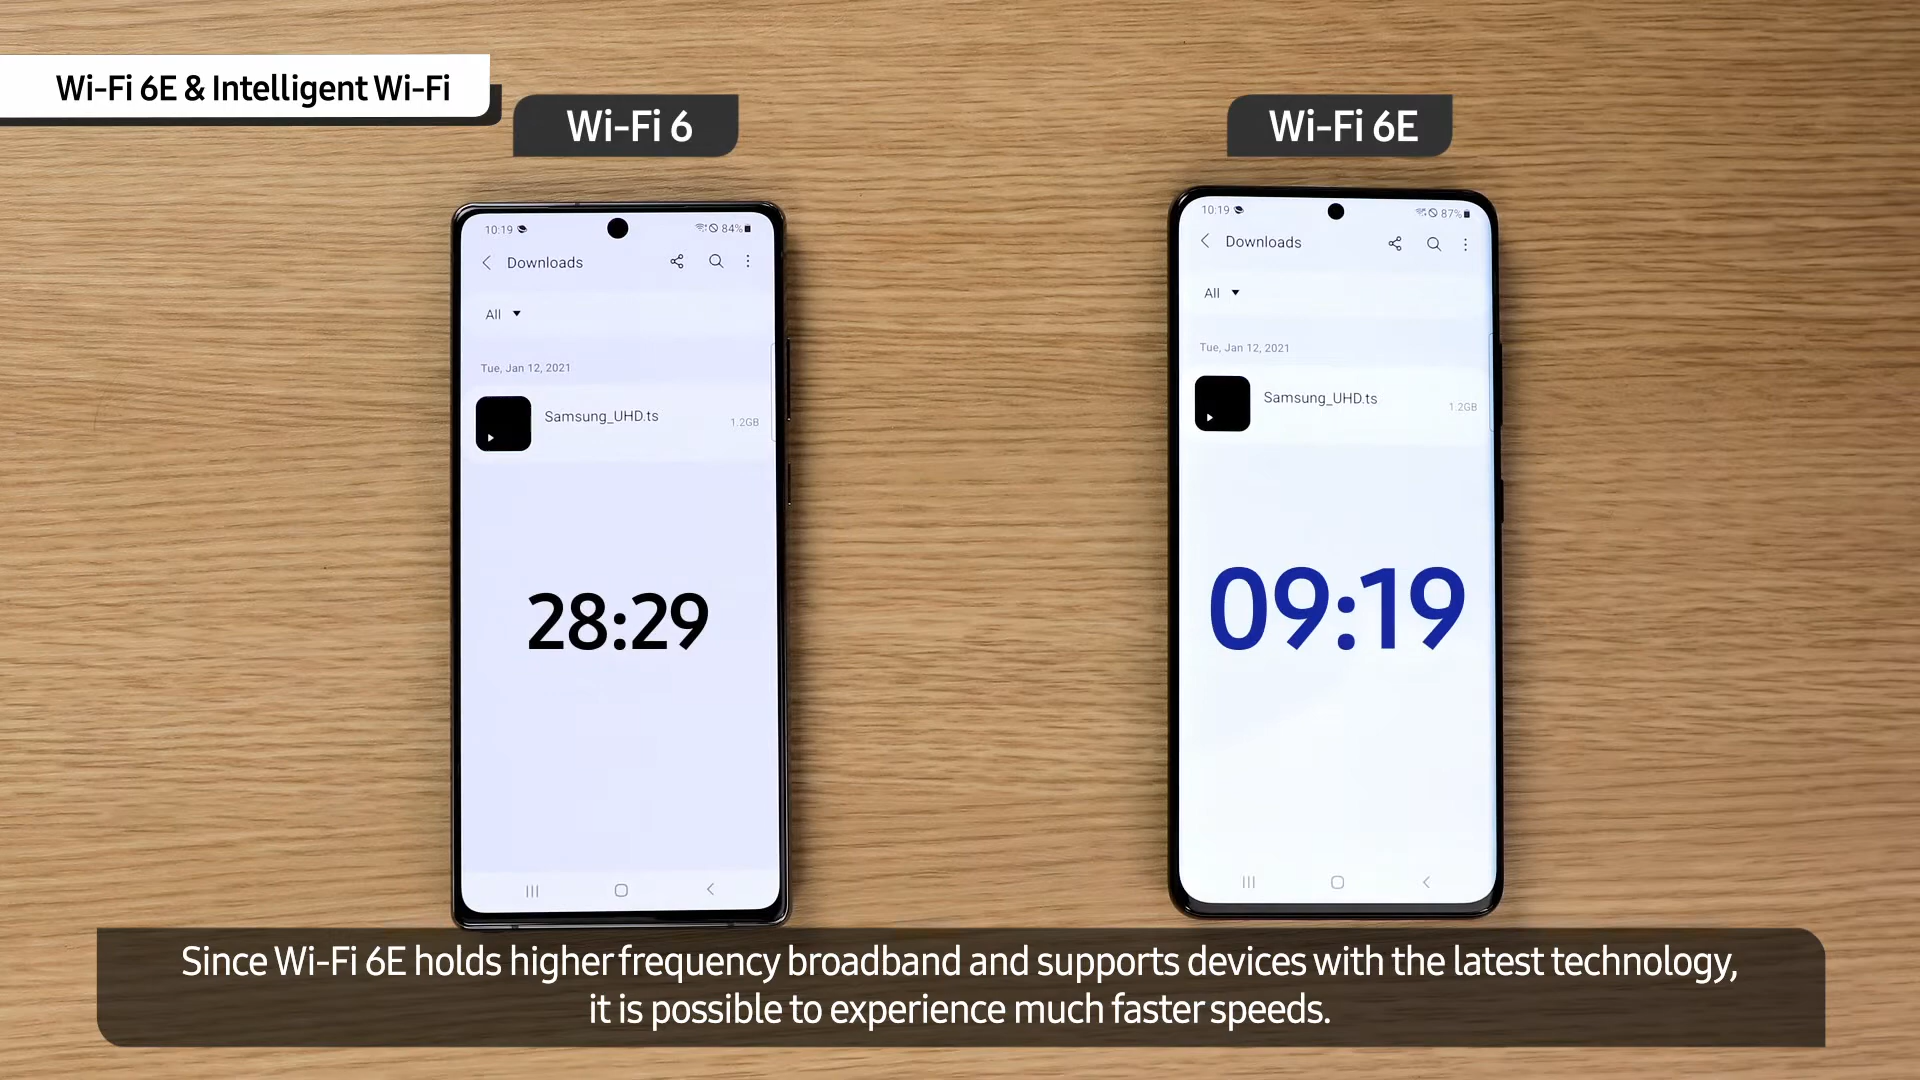 Wi-Fi 6E & Intelligent Wi-Fi
Wi-Fi 6
Wi-Fi 6E
10:19
84%
Downloads
All
Tue, Jan 12, 2021
Samsung_UHD.ts
1.2GB
28:29
10:19
87%
Downloads
All
Tue, Jan 12, 2021
Samsung_UHD.ts
1.2GB
09:19
Since Wi-Fi 6E holds higher frequency broadband and supports devices with the latest technology,
it is possible to experience much faster speeds.